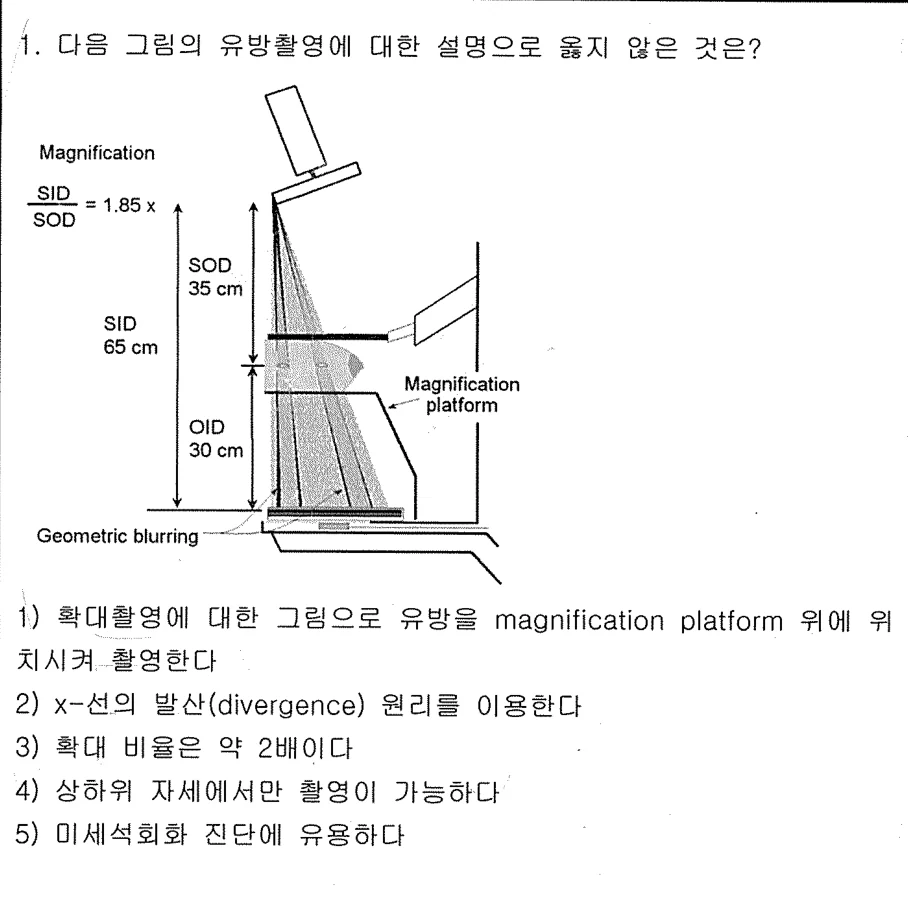 1. 다음 그림의 유방촬영에 대한 설명으로 옳지 않은 것은?
Magnification
SID
SOD
= 1.85 x
SOD
35 cm
SID
65 cm
Magnification
platform
OID
30 cm
Geometric blurring
1) 확대촬영에 대한 그림으로 유방을 magnification platform 위에 위
치시켜 촬영한다
2) x-선의 발산(divergence) 원리를 이용한다
3) 확대 비율은 약 2배이다
4) 상하위 자세에서만 촬영이 가능하다
5) 미세석회화 진단에 유용하다